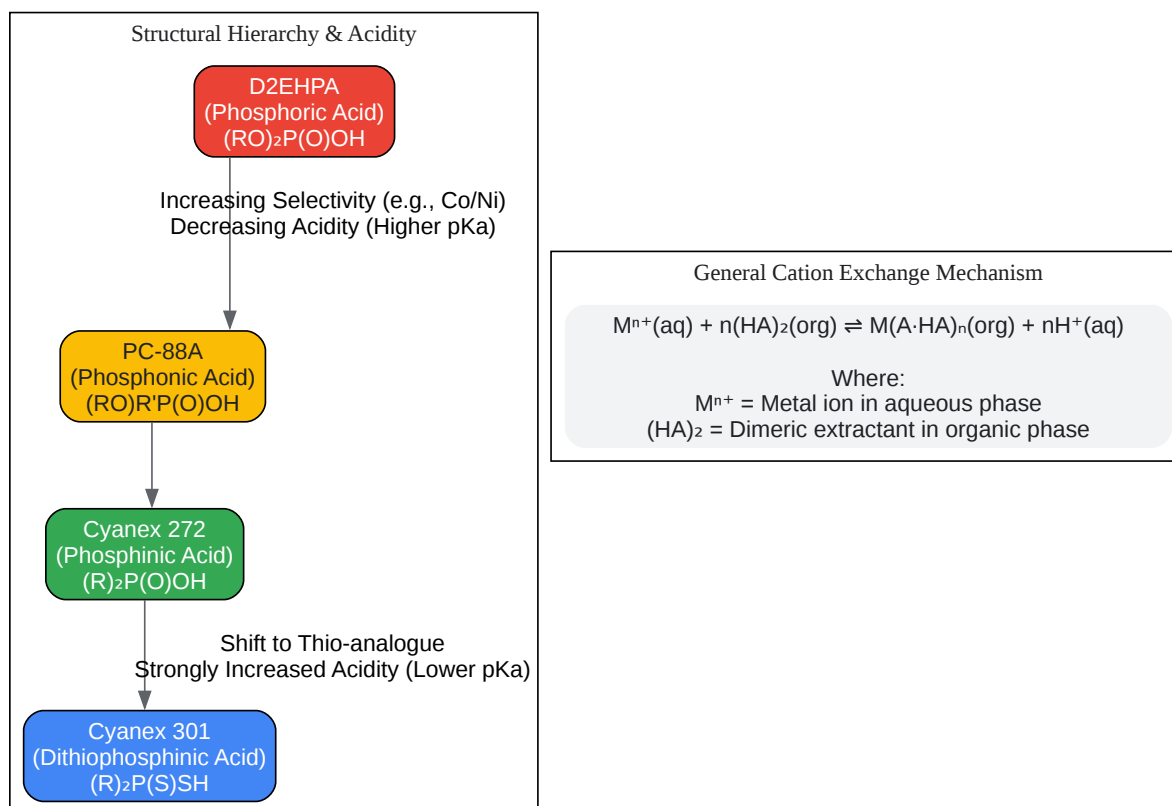 Structural Hierarchy & Acidity
D2EHPA
(Phosphoric Acid)
(RO)₂P(O)OH
Increasing Selectivity (e.g., Co/Ni)
Decreasing Acidity (Higher pKa)
PC-88A
(Phosphonic Acid)
(RO)R'P(O)OH
Cyanex 272
(Phosphinic Acid)
(R)₂P(O)OH
Shift to Thio-analogue
Strongly Increased Acidity (Lower pKa)
Cyanex 301
(Dithiophosphinic Acid)
(R)₂P(S)SH
General Cation Exchange Mechanism
Mⁿ⁺(aq) + n(HA)₂(org) ⇌ M(A·HA)ₙ(org) + nH⁺(aq)
Where:
Mⁿ⁺ = Metal ion in aqueous phase
(HA)₂ = Dimeric extractant in organic phase